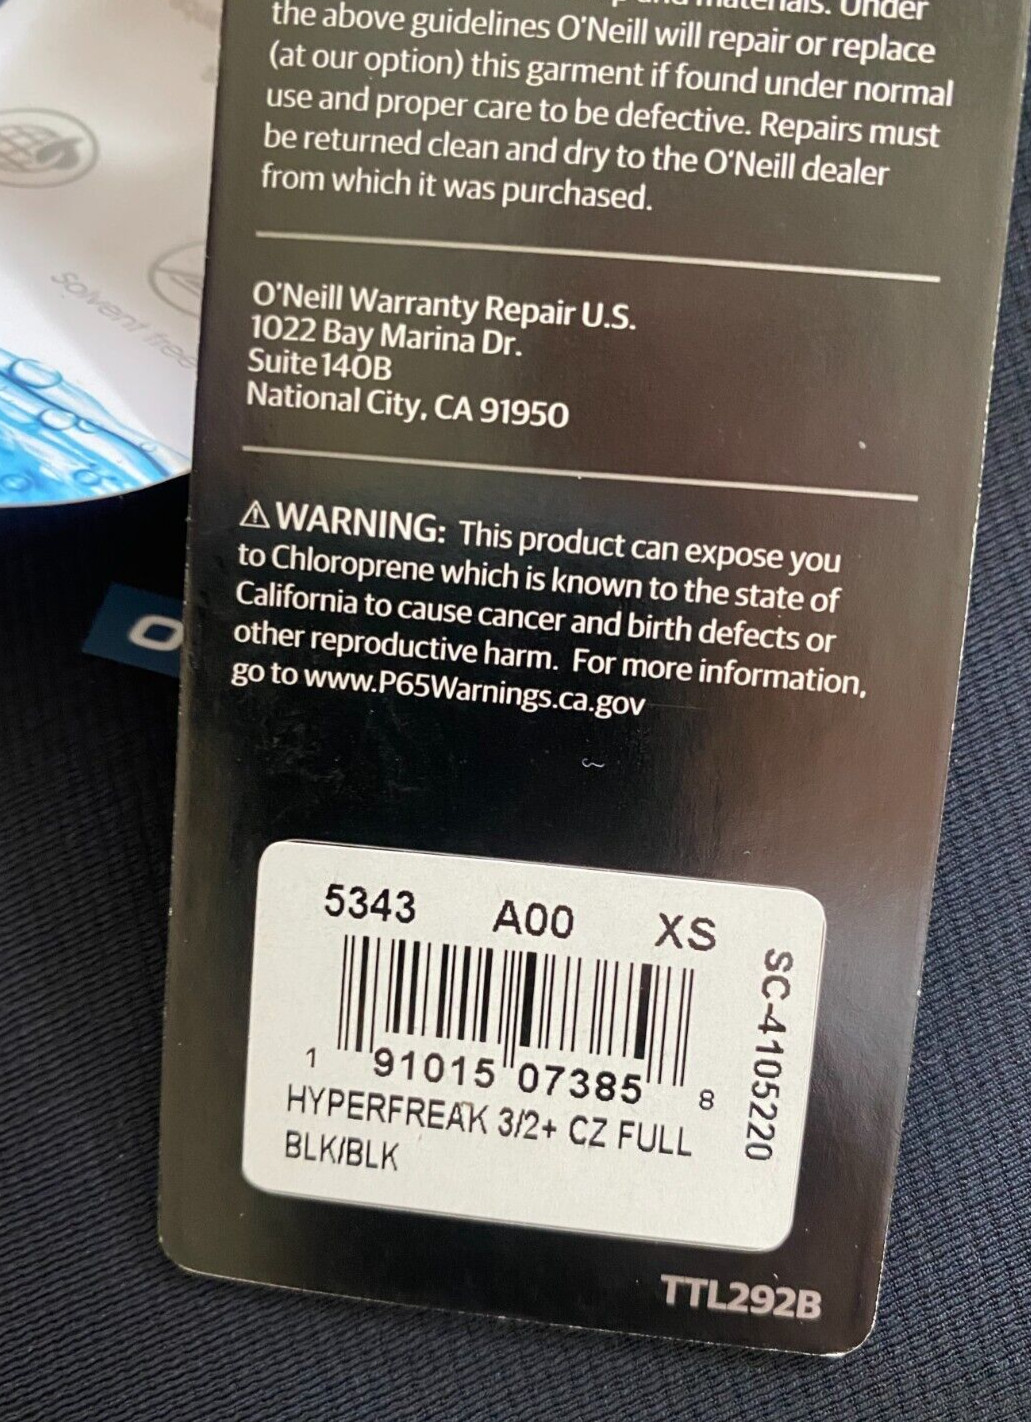 materials. Under
the above guidelines O'Neill will repair or replace
(at our option) this garment if found under normal
use and proper care to be defective. Repairs must
be returned clean and dry to the O'Neill dealer
from which it was purchased.
O'Neill Warranty Repair U.S.
1022 Bay Marina Dr.
Suite 140B
National City, CA 91950
⚠ WARNING: This product can expose you
to Chloroprene which is known to the state of
California to cause cancer and birth defects or
other reproductive harm. For more information,
go to www.P65Warnings.ca.gov
5343 A00 XS
1 91015 07385 8
HYPERFREAK 3/2+ CZ FULL
BLK/BLK
SC-4105220
TTL292B
solvent free
O